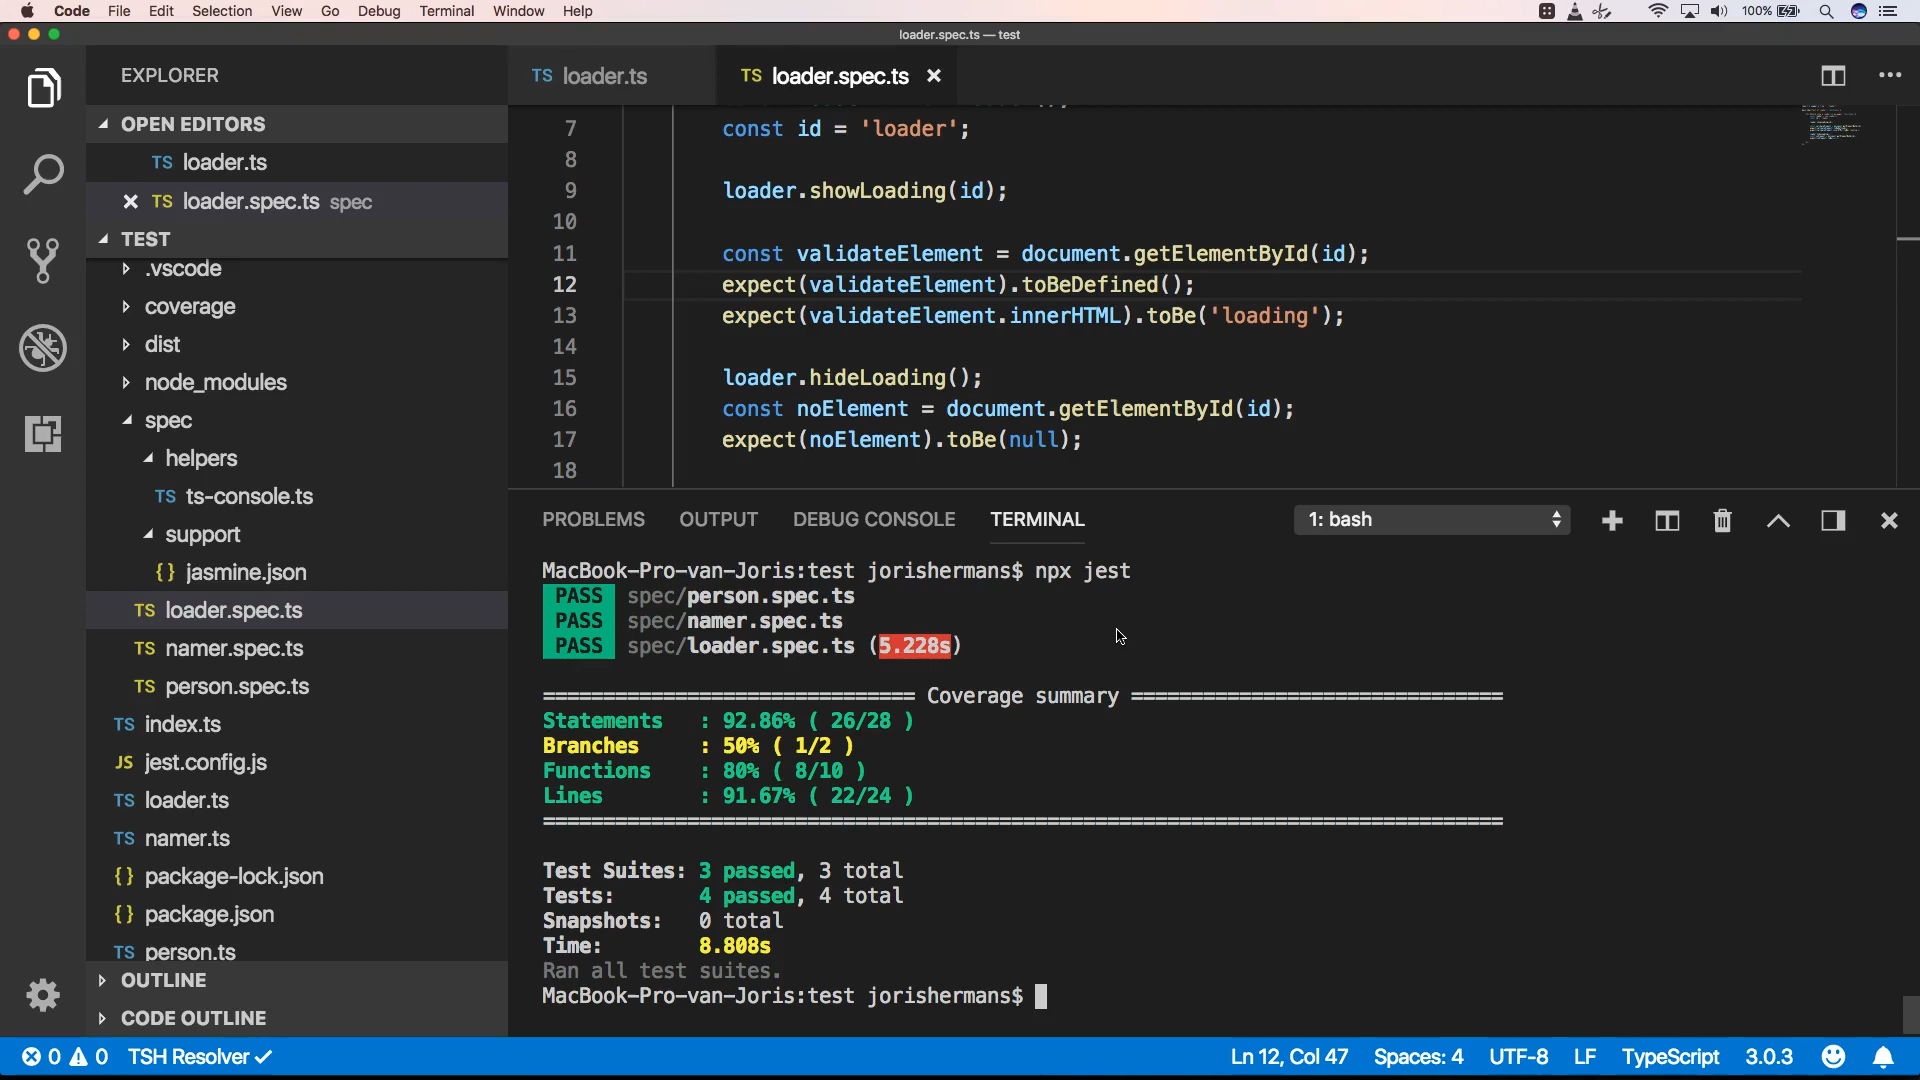 Code File Edit Selection View Go Debug Terminal Window Help
100%
loader.spec.ts — test
EXPLORER
OPEN EDITORS
TS loader.ts
TS loader.spec.ts spec
TEST
.vscode
coverage
dist
node_modules
spec
helpers
TS ts-console.ts
support
{} jasmine.json
TS loader.spec.ts
TS namer.spec.ts
TS person.spec.ts
TS index.ts
JS jest.config.js
TS loader.ts
TS namer.ts
{} package-lock.json
{} package.json
TS person.ts
OUTLINE
CODE OUTLINE
TS loader.ts
TS loader.spec.ts
7 const id = 'loader';
8
9 loader.showLoading(id);
10
11 const validateElement = document.getElementById(id);
12 expect(validateElement).toBeDefined();
13 expect(validateElement.innerHTML).toBe('loading');
14
15 loader.hideLoading();
16 const noElement = document.getElementById(id);
17 expect(noElement).toBe(null);
18
PROBLEMS OUTPUT DEBUG CONSOLE TERMINAL
1: bash
MacBook-Pro-van-Joris:test jorishermans$ npx jest
PASS spec/person.spec.ts
PASS spec/namer.spec.ts
PASS spec/loader.spec.ts (5.228s)
=============================== Coverage summary ===============================
Statements : 92.86% ( 26/28 )
Branches : 50% ( 1/2 )
Functions : 80% ( 8/10 )
Lines : 91.67% ( 22/24 )
================================================================================
Test Suites: 3 passed, 3 total
Tests: 4 passed, 4 total
Snapshots: 0 total
Time: 8.808s
Ran all test suites.
MacBook-Pro-van-Joris:test jorishermans$
0 0 TSH Resolver Ln 12, Col 47 Spaces: 4 UTF-8 LF TypeScript 3.0.3